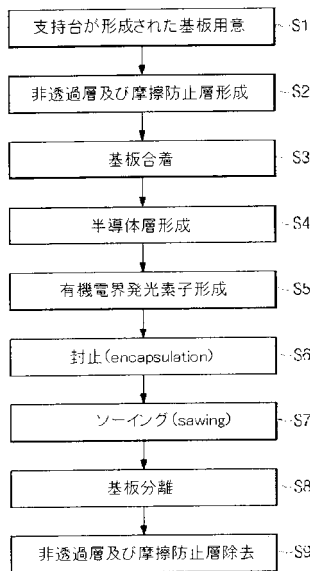 支持台が形成された基板用意 S1
非透過層及び摩擦防止層形成 S2
基板合着 S3
半導体層形成 S4
有機電界発光素子形成 S5
封止(encapsulation) S6
ソーイング(sawing) S7
基板分離 S8
非透過層及び摩擦防止層除去 S9